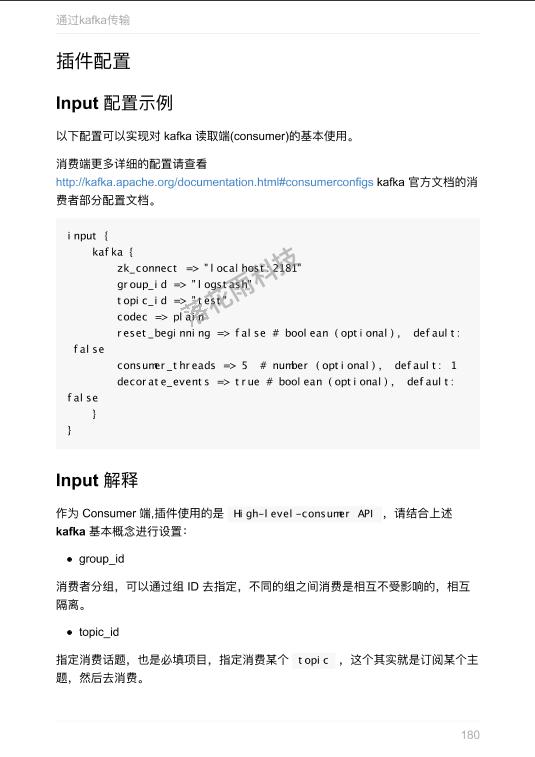 通过kafka传输
插件配置
Input 配置示例
以下配置可以实现对 kafka 读取端(consumer)的基本使用。
消费端更多详细的配置请查看
http://kafka.apache.org/documentation.html#consumerconfigs kafka 官方文档的消
费者部分配置文档。
input {
    kafka {
        zk_connect => "localhost:2181"
        group_id => "logstash"
        topic_id => "test"
        codec => plain
        reset_beginning => false # boolean (optional), default:
 false
        consumer_threads => 5  # number (optional), default: 1
        decorate_events => true # boolean (optional), default:
false
    }
}
落花雨科技
Input 解释
作为 Consumer 端,插件使用的是 High-level-consumer API ，请结合上述
kafka 基本概念进行设置：
• group_id
消费者分组，可以通过组 ID 去指定，不同的组之间消费是相互不受影响的，相互
隔离。
• topic_id
指定消费话题，也是必填项目，指定消费某个 topic ，这个其实就是订阅某个主
题，然后去消费。
180